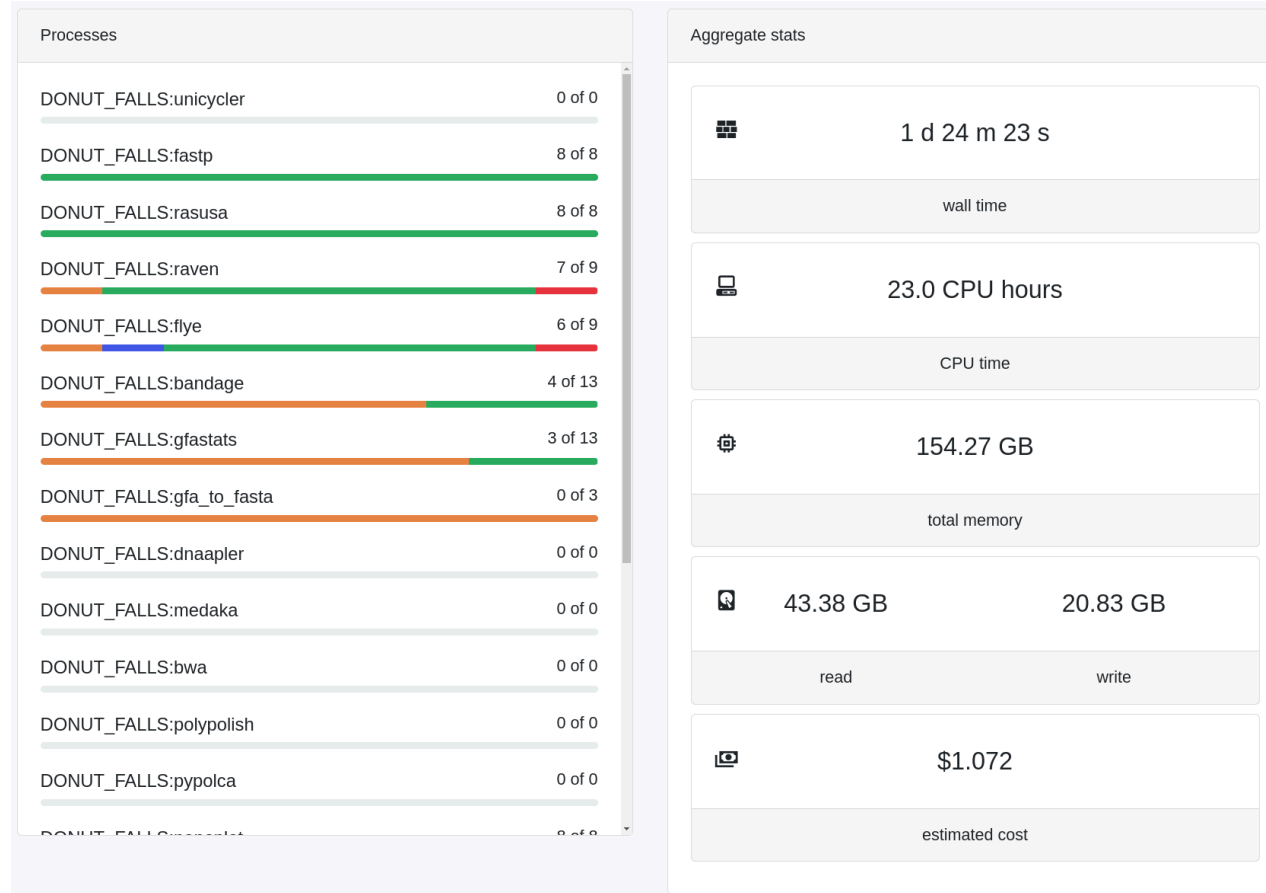 Processes
DONUT_FALLS:unicycler 0 of 0
DONUT_FALLS:fastp 8 of 8
DONUT_FALLS:rasusa 8 of 8
DONUT_FALLS:raven 7 of 9
DONUT_FALLS:flye 6 of 9
DONUT_FALLS:bandage 4 of 13
DONUT_FALLS:gfastats 3 of 13
DONUT_FALLS:gfa_to_fasta 0 of 3
DONUT_FALLS:dnaapler 0 of 0
DONUT_FALLS:medaka 0 of 0
DONUT_FALLS:bwa 0 of 0
DONUT_FALLS:polypolish 0 of 0
DONUT_FALLS:pypolca 0 of 0
Aggregate stats
1 d 24 m 23 s
wall time
23.0 CPU hours
CPU time
154.27 GB
total memory
43.38 GB 20.83 GB
read write
$1.072
estimated cost